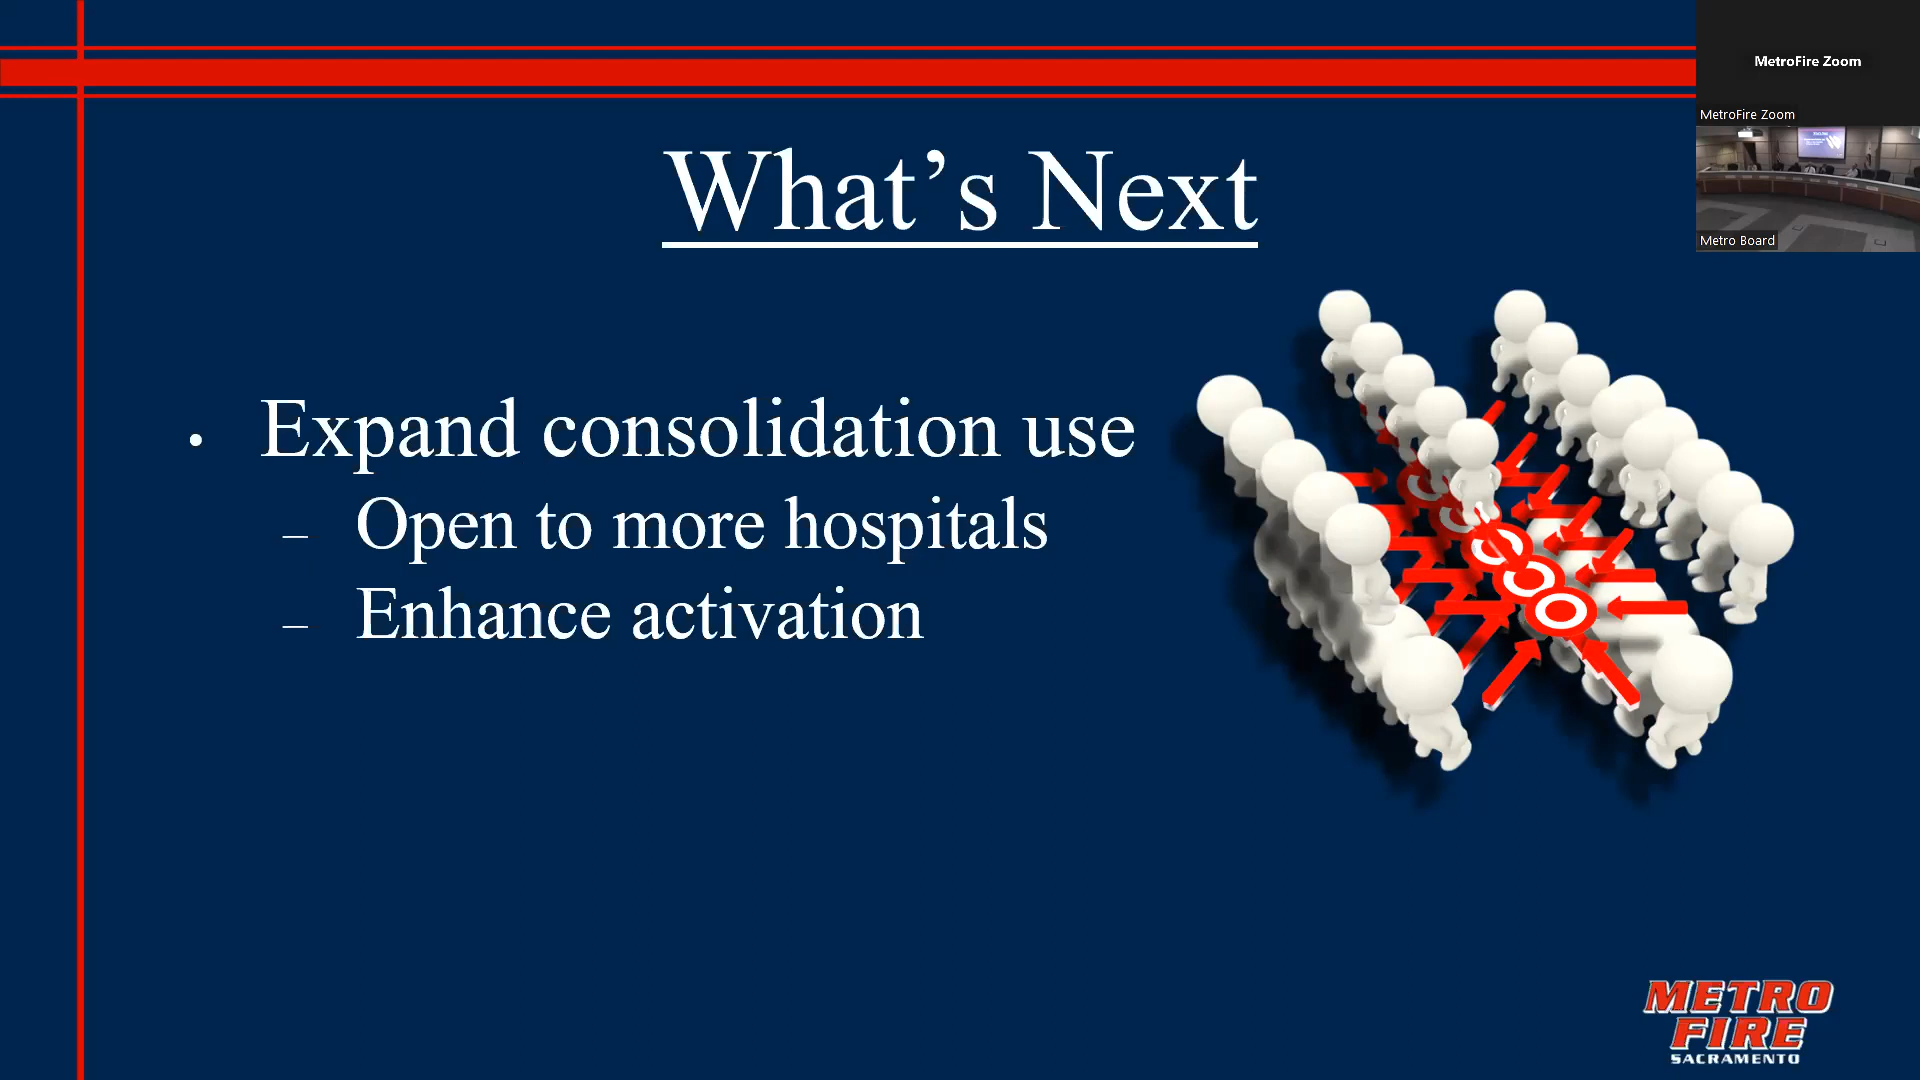 MetroFire Zoom
MetroFire Zoom
Metro Board
What’s Next
• Expand consolidation use
– Open to more hospitals
– Enhance activation
METRO
FIRE
SACRAMENTO